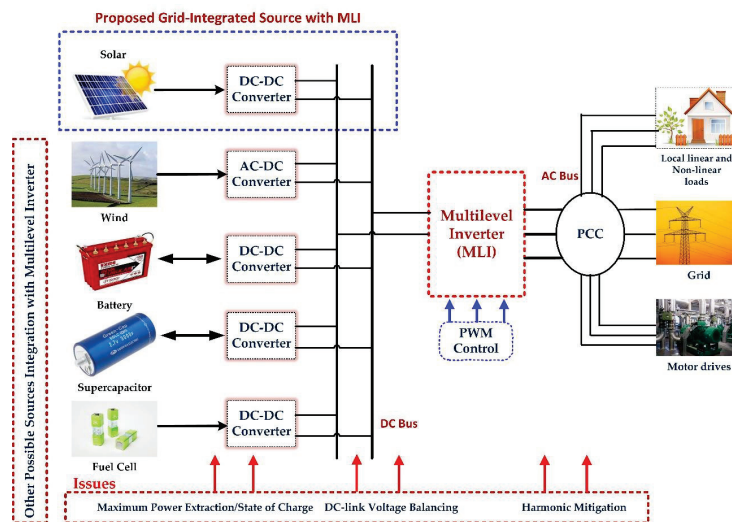 Proposed Grid-Integrated Source with MLI
Solar
DC-DC
Converter
Other Possible Sources Integration with Multilevel Inverter
Wind
AC-DC
Converter
Battery
DC-DC
Converter
Supercapacitor
DC-DC
Converter
Fuel Cell
DC-DC
Converter
DC Bus
Multilevel
Inverter
(MLI)
PWM
Control
AC Bus
PCC
Local linear and
Non-linear
loads
Grid
Motor drives
Issues
Maximum Power Extraction/State of Charge
DC-link Voltage Balancing
Harmonic Mitigation